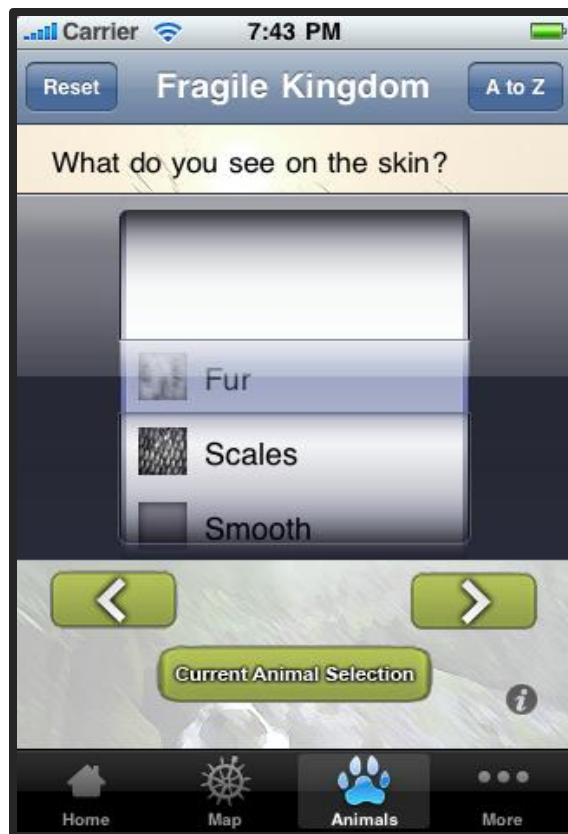 Carrier 7:43 PM
Reset Fragile Kingdom A to Z
What do you see on the skin?
Fur
Scales
Smooth
Current Animal Selection
i
Home Map Animals More